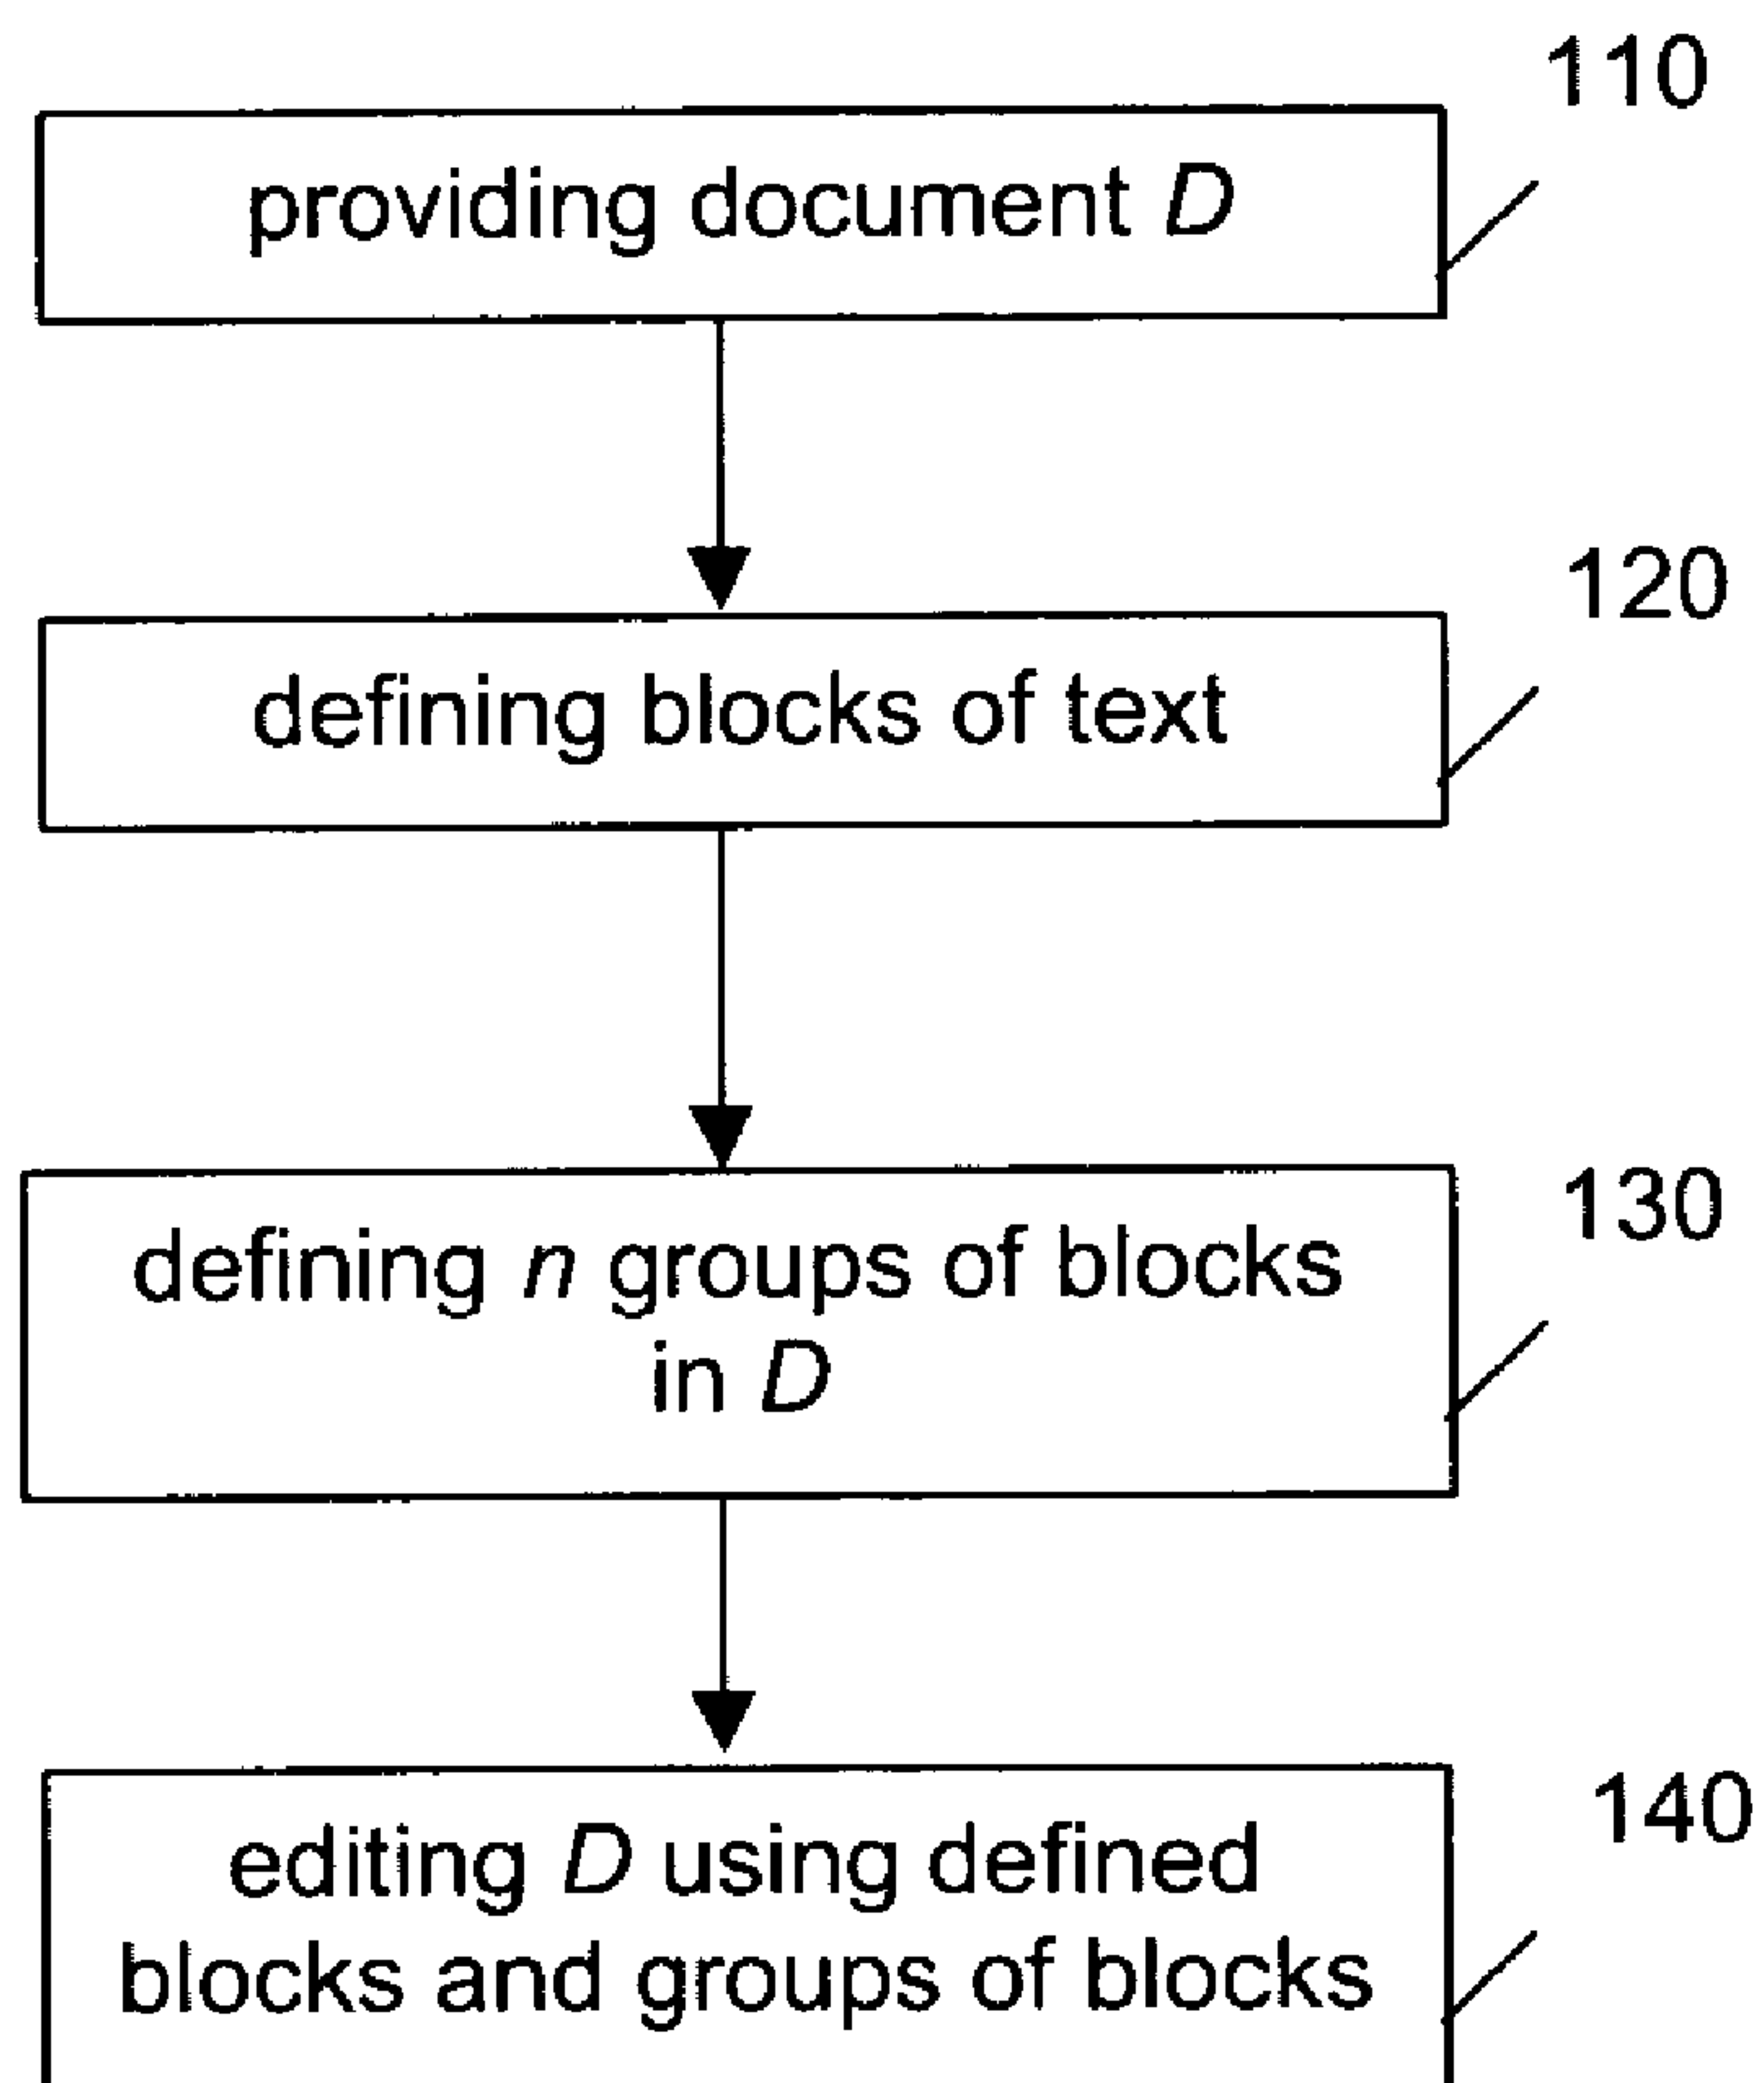 110
providing document D
120
defining blocks of text
130
defining n groups of blocks
in D
140
editing D using defined
blocks and groups of blocks